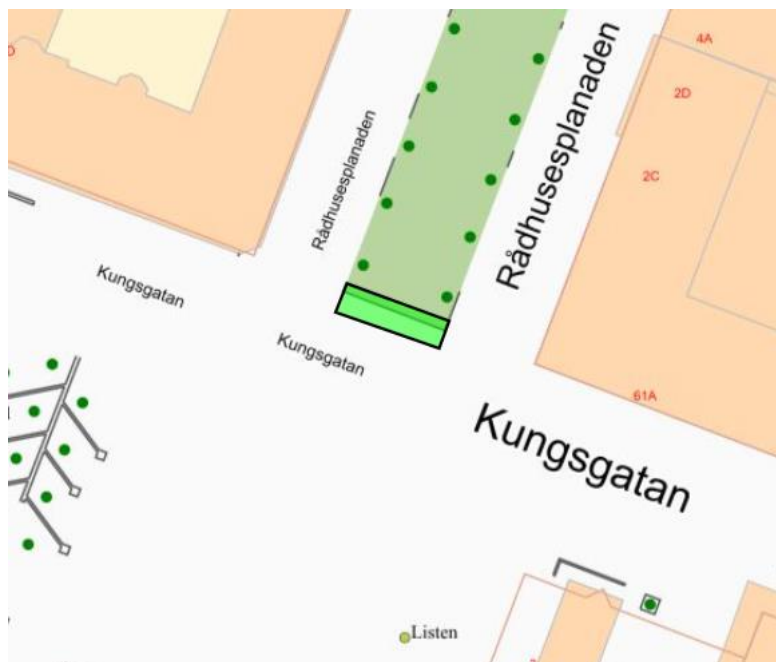 4A
2D
2C
Rådhusesplanaden
Rådhusesplanaden
Kungsgatan
Kungsgatan
61A
Kungsgatan
Listen